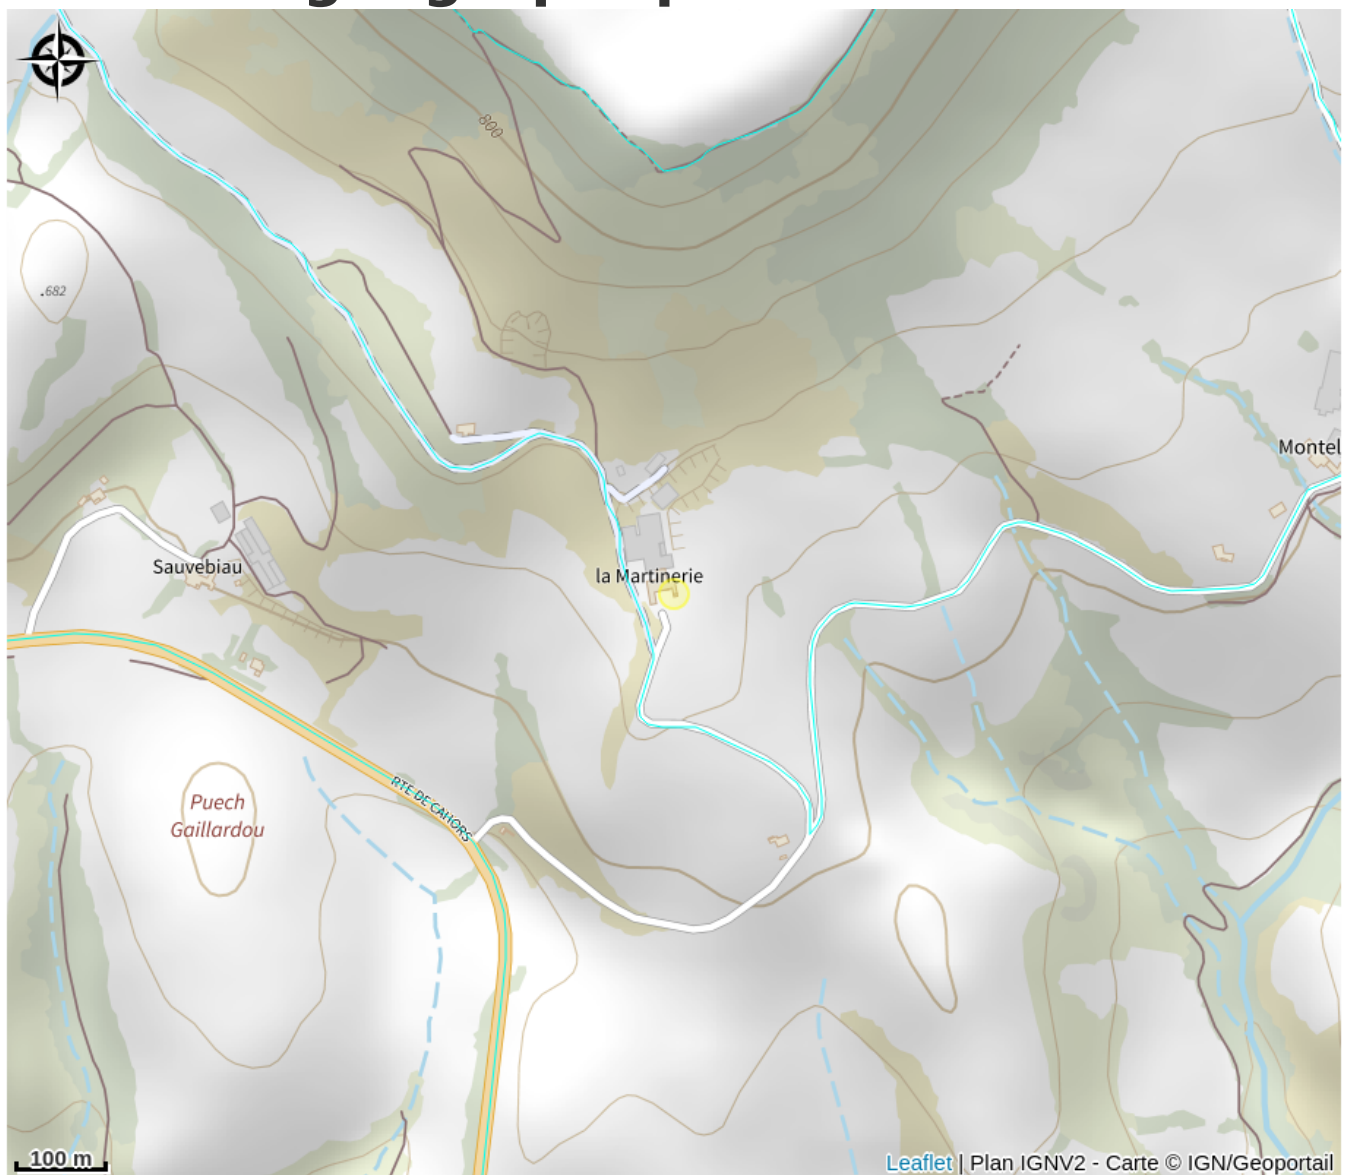 800
.682
Montel
Sauvebiau
la Martinerie
RTE DE CAHORS
Puech
Gaillardou
100 m
Leaflet | Plan IGNV2 - Carte © IGN/Geoportail